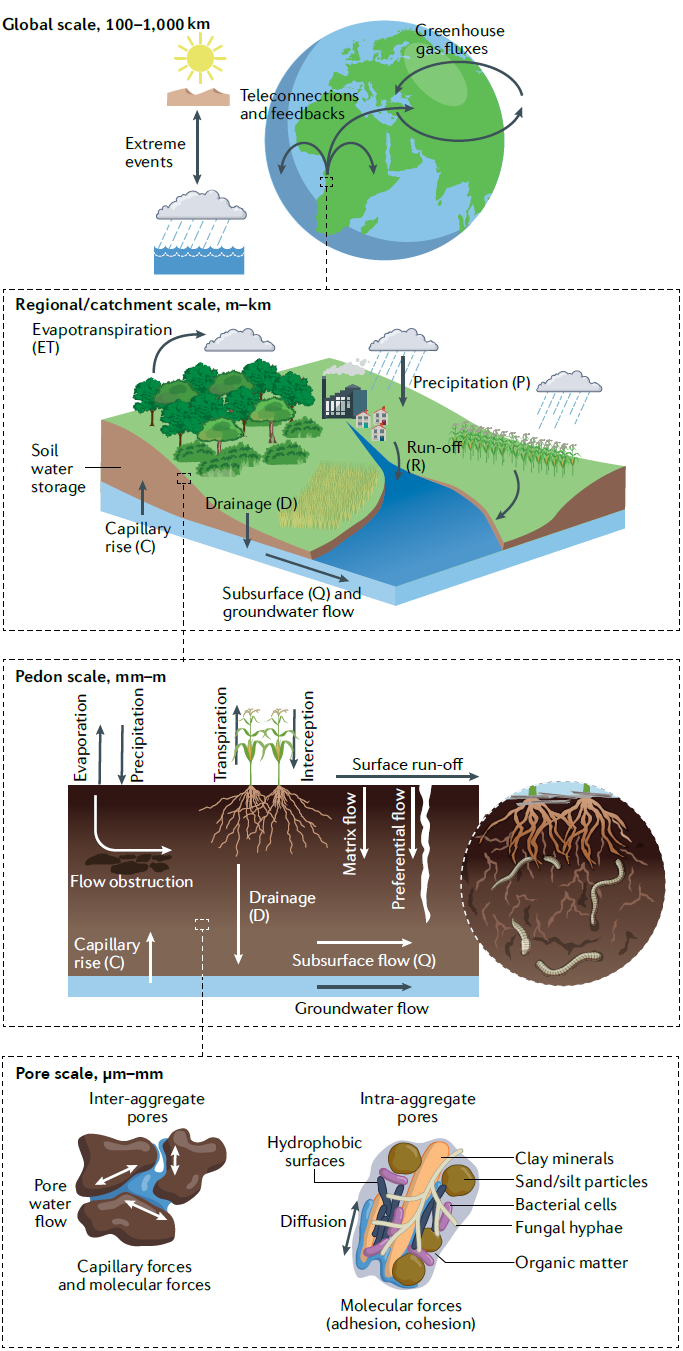 Global scale, 100–1,000 km
Greenhouse
gas fluxes
Teleconnections
and feedbacks
Extreme
events
Regional/catchment scale, m–km
Evapotranspiration
(ET)
Precipitation (P)
Run-off
(R)
Soil
water
storage
Drainage (D)
Capillary
rise (C)
Subsurface (Q) and
groundwater flow
Pedon scale, mm–m
Evaporation
Precipitation
Transpiration
Interception
Surface run-off
Matrix flow
Preferential flow
Flow obstruction
Drainage
(D)
Capillary
rise (C)
Subsurface flow (Q)
Groundwater flow
Pore scale, µm–mm
Inter-aggregate
pores
Pore
water
flow
Capillary forces
and molecular forces
Intra-aggregate
pores
Hydrophobic
surfaces
Diffusion
Clay minerals
Sand/silt particles
Bacterial cells
Fungal hyphae
Organic matter
Molecular forces
(adhesion, cohesion)